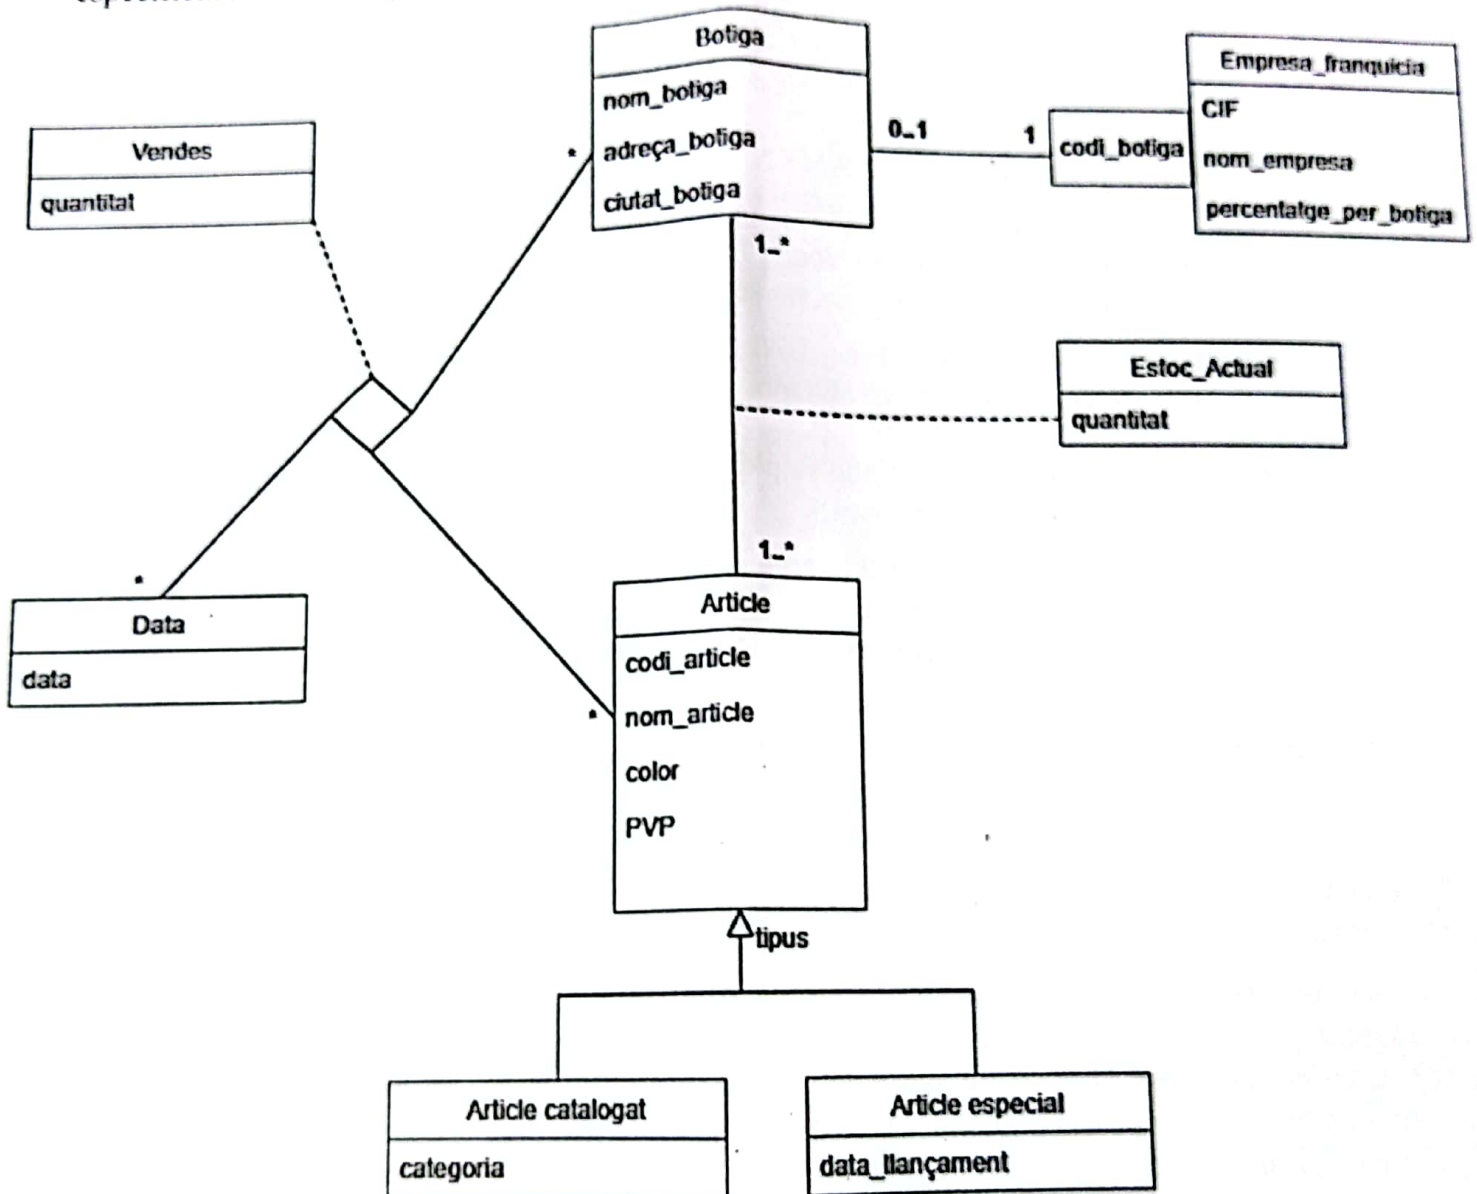 Botiga
nom_botiga
adreça_botiga
ciutat_botiga
Empresa_franquicia
CIF
nom_empresa
percentatge_per_botiga
codi_botiga
0..1
1
Vendes
quantitat
*
1..*
Estoc_Actual
quantitat
1..*
*
Data
data
Article
codi_article
nom_article
color
PVP
*
tipus
Article catalogat
categoria
Article especial
data_llançament